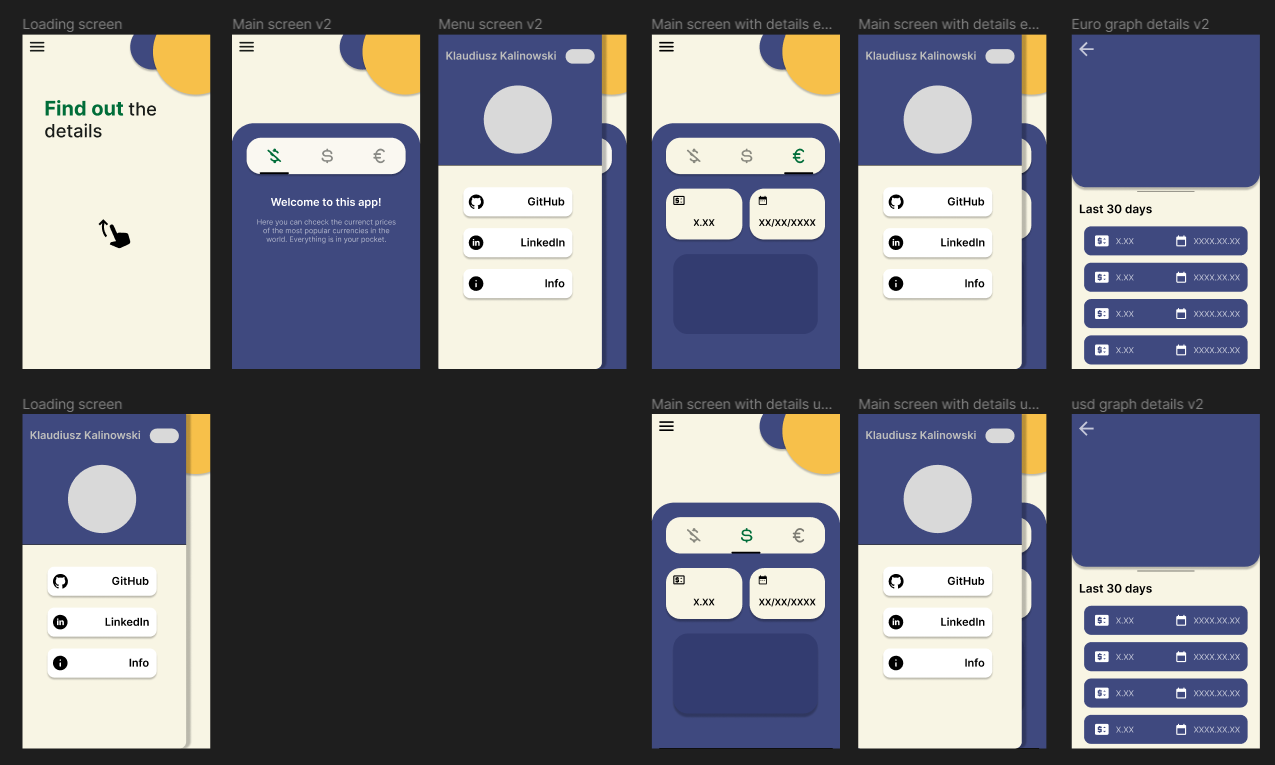 Loading screen
Find out the
details
Main screen v2
Welcome to this app!
Here you can chceck the currenct prices
of the most popular currencies in the
world. Everything is in your pocket.
Menu screen v2
Klaudiusz Kalinowski
GitHub
LinkedIn
Info
Main screen with details e...
X.XX
XX/XX/XXXX
Main screen with details e...
Klaudiusz Kalinowski
GitHub
LinkedIn
Info
Euro graph details v2
Last 30 days
X.XX XXXX.XX.XX
X.XX XXXX.XX.XX
X.XX XXXX.XX.XX
X.XX XXXX.XX.XX
Loading screen
Klaudiusz Kalinowski
GitHub
LinkedIn
Info
Main screen with details u...
X.XX
XX/XX/XXXX
Main screen with details u...
Klaudiusz Kalinowski
GitHub
LinkedIn
Info
usd graph details v2
Last 30 days
X.XX XXXX.XX.XX
X.XX XXXX.XX.XX
X.XX XXXX.XX.XX
X.XX XXXX.XX.XX